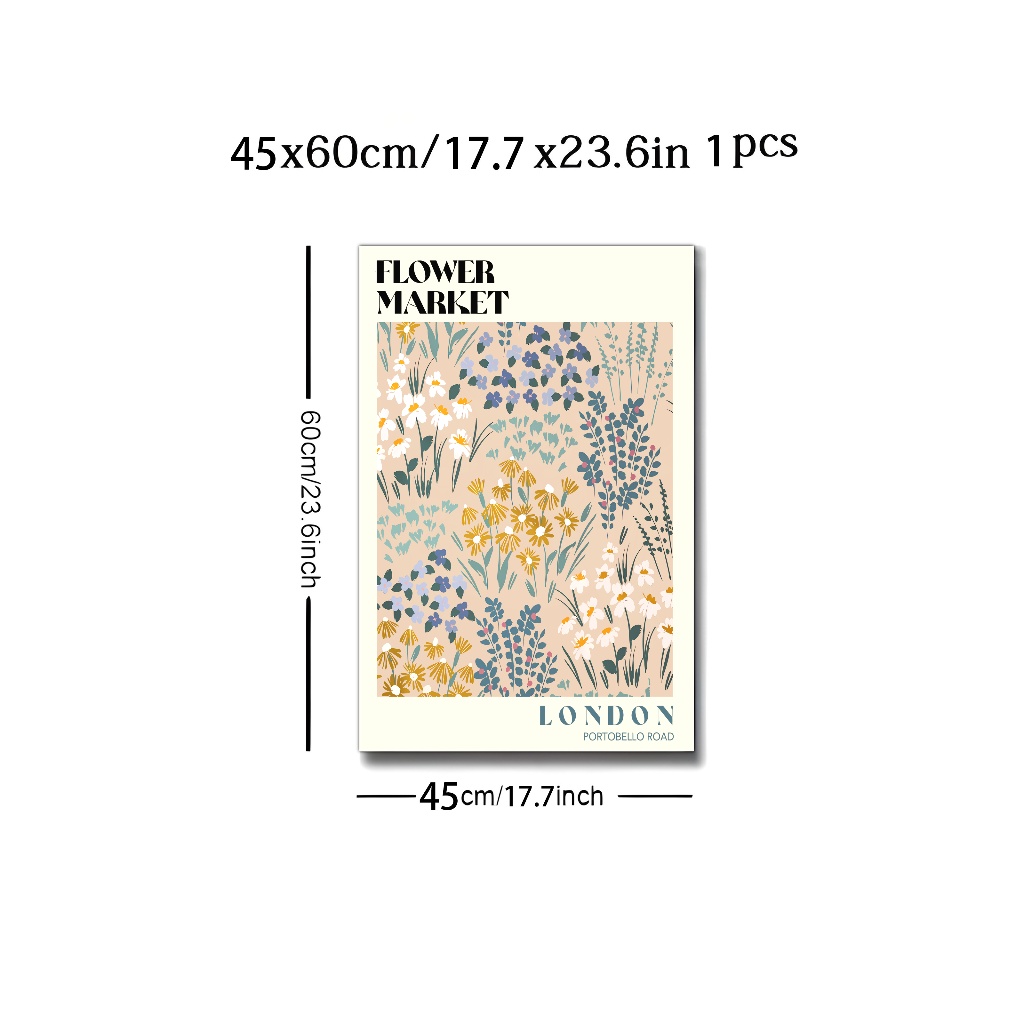 45x60cm/17.7 x23.6in 1pcs
FLOWER
MARKET
60cm/23.6inch
LONDON
PORTOBELLO ROAD
45cm/17.7inch